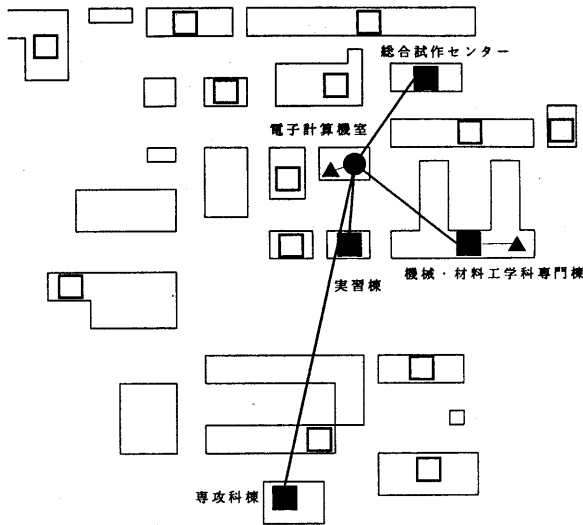 総合試作センター
電子計算機室
実習棟
機械・材料工学科専門棟
専攻科棟